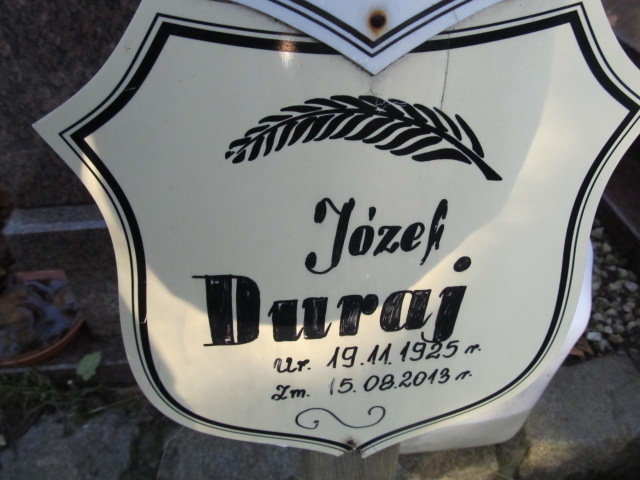 Józef
Duraj
Ur. 19.11.1925 r.
Zm. 15.08.2013 r.